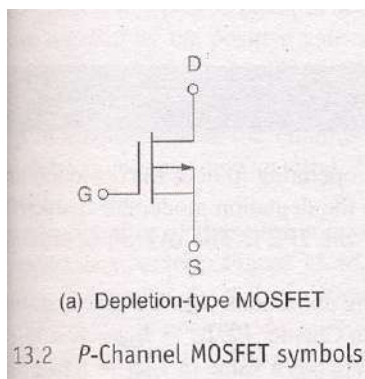 D
G
S
(a) Depletion-type MOSFET
13.2 P-Channel MOSFET symbols